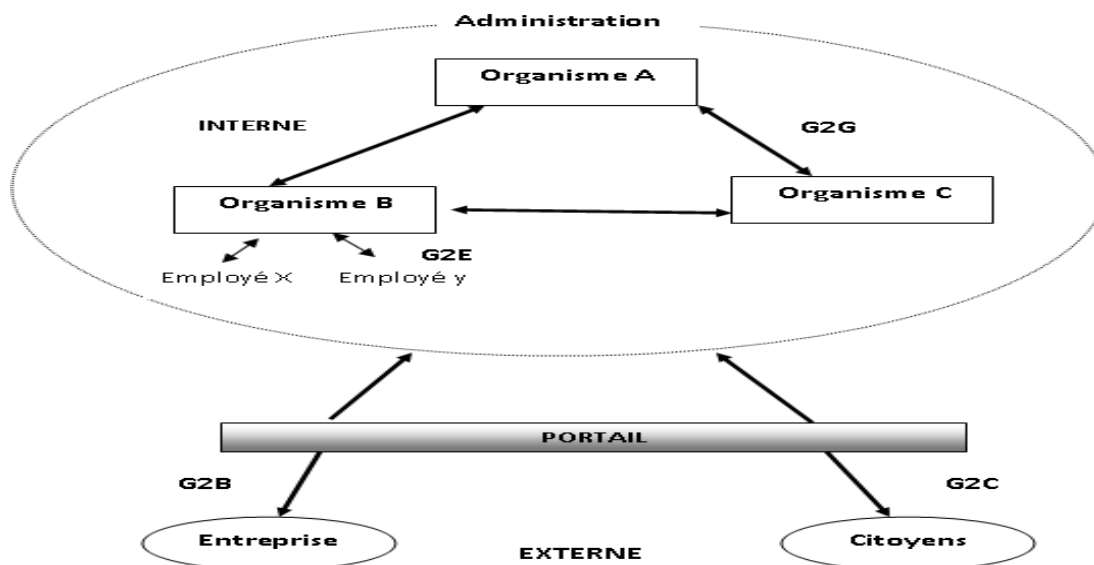 Administration
Organisme A
INTERNE
G2G
Organisme B
Organisme C
G2E
Employé X
Employé y
PORTAIL
G2B
G2C
Entreprise
EXTERNE
Citoyens